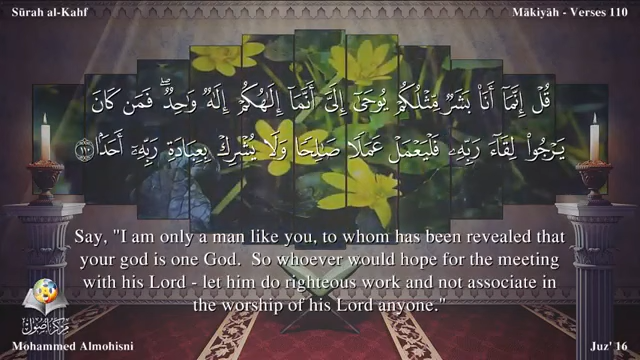 Sūrah al-Kahf
Mākiyāh - Verses 110
قُلْ إِنَّمَآ أَنَا۠ بَشَرٌ مِّثْلُكُمْ يُوحَىٰٓ إِلَىَّ أَنَّمَآ إِلَٰهُكُمْ إِلَٰهٌ وَٰحِدٌ ۖ فَمَن كَانَ
يَرْجُوا۟ لِقَآءَ رَبِّهِۦ فَلْيَعْمَلْ عَمَلًا صَٰلِحًا وَلَا يُشْرِكْ بِعِبَادَةِ رَبِّهِۦٓ أَحَدًۢا ١١٠
Say, "I am only a man like you, to whom has been revealed that
your god is one God.  So whoever would hope for the meeting
with his Lord - let him do righteous work and not associate in
the worship of his Lord anyone."
مركز أصول
Mohammed Almohisni
Juz' 16